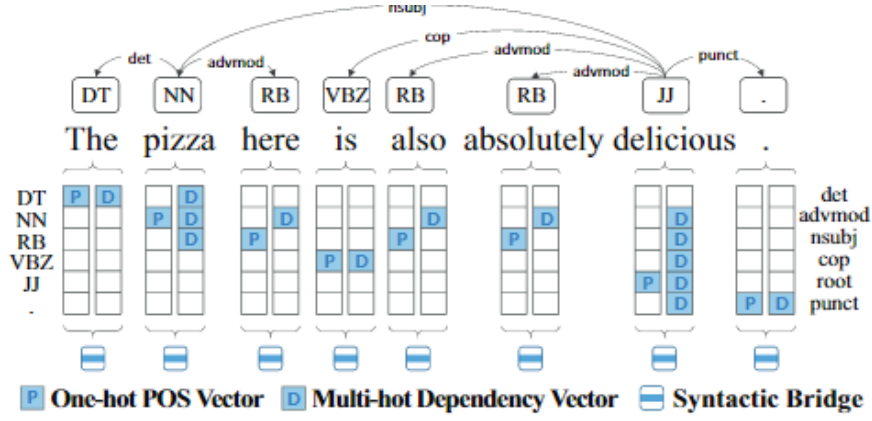 nsubj
cop
det advmod advmod punct
advmod
DT NN RB VBZ RB RB JJ .
The pizza here is also absolutely delicious .
DT P D D det
NN P D D D D D advmod
RB D P P P D nsubj
VBZ P D D cop
JJ P D root
. D P D punct
P One-hot POS Vector D Multi-hot Dependency Vector Syntactic Bridge